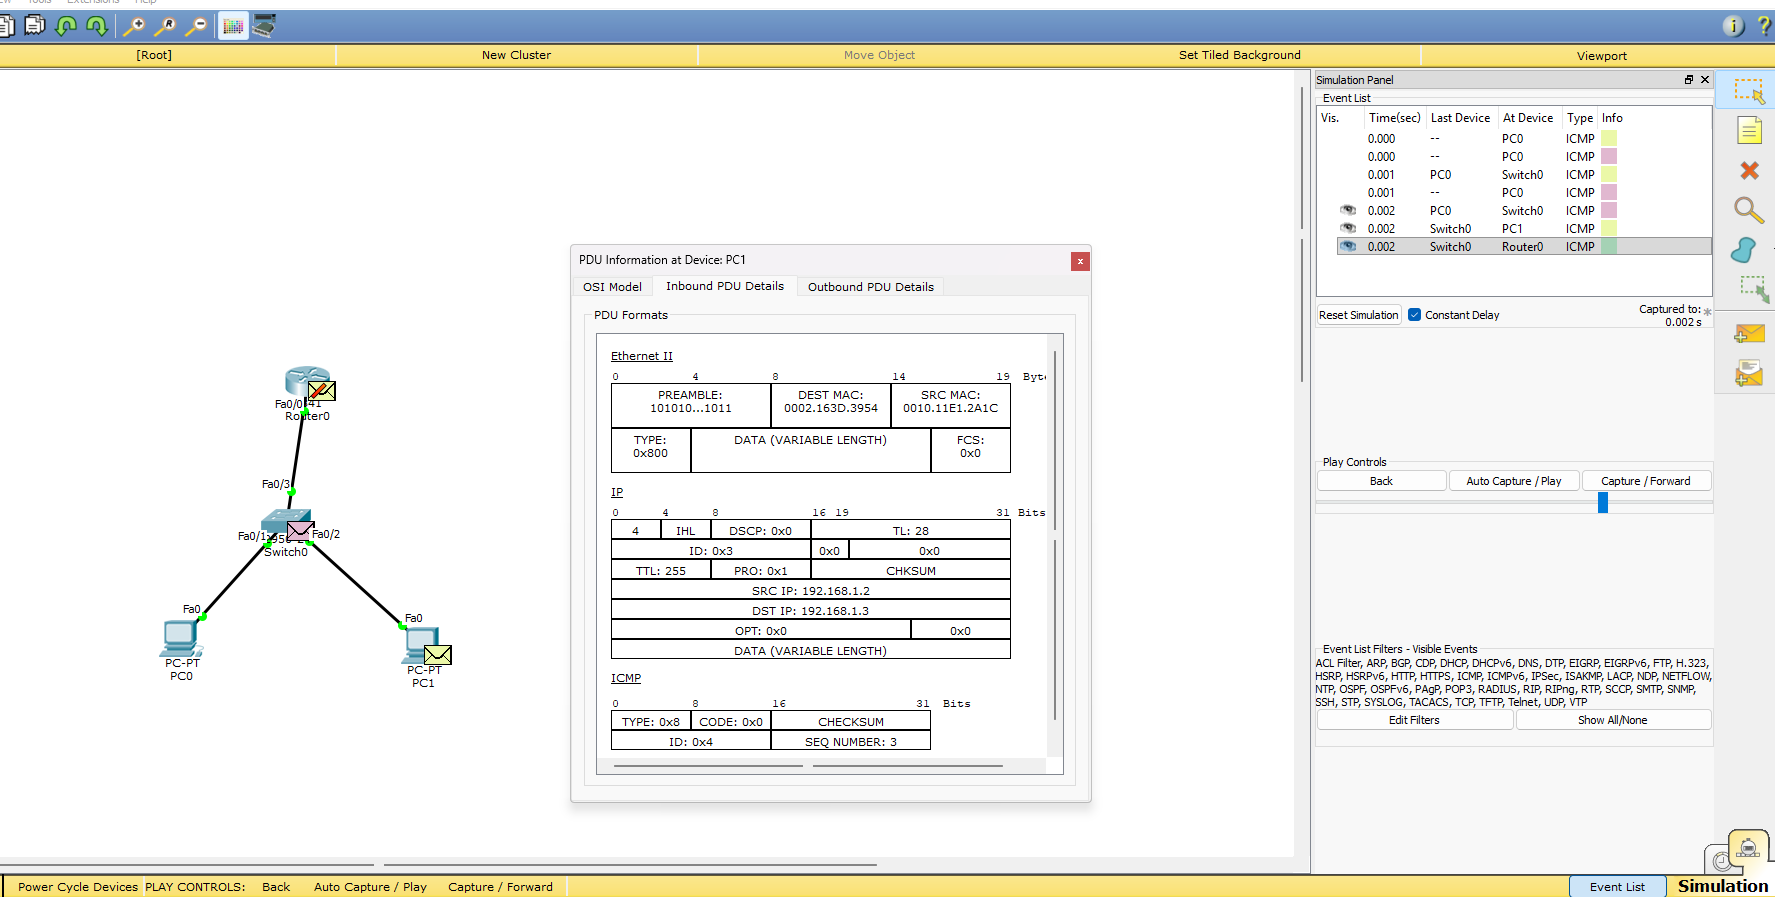 Tools Extensions Help
[Root] New Cluster Move Object Set Tiled Background Viewport
Simulation Panel
Event List
Vis. Time(sec) Last Device At Device Type Info
0.000 -- PC0 ICMP
0.000 -- PC0 ICMP
0.001 PC0 Switch0 ICMP
0.001 -- PC0 ICMP
0.002 PC0 Switch0 ICMP
0.002 Switch0 PC1 ICMP
0.002 Switch0 Router0 ICMP
Reset Simulation Constant Delay Captured to: *
0.002 s
Play Controls
Back Auto Capture / Play Capture / Forward
Event List Filters - Visible Events
ACL Filter, ARP, BGP, CDP, DHCP, DHCPv6, DNS, DTP, EIGRP, EIGRPv6, FTP, H.323,
HSRP, HSRPv6, HTTP, HTTPS, ICMP, ICMPv6, IPSec, ISAKMP, LACP, NDP, NETFLOW,
NTP, OSPF, OSPFv6, PAgP, POP3, RADIUS, RIP, RIPng, RTP, SCCP, SMTP, SNMP,
SSH, STP, SYSLOG, TACACS, TCP, TFTP, Telnet, UDP, VTP
Edit Filters Show All/None
Fa0/0
Router0
Fa0/3
Fa0/1 Fa0/2
Switch0
Fa0
PC-PT
PC0
Fa0
PC-PT
PC1
PDU Information at Device: PC1
x
OSI Model Inbound PDU Details Outbound PDU Details
PDU Formats
Ethernet II
0 4 8 14 19 Byte
PREAMBLE: DEST MAC: SRC MAC:
101010...1011 0002.163D.3954 0010.11E1.2A1C
TYPE: DATA (VARIABLE LENGTH) FCS:
0x800 0x0
IP
0 4 8 16 19 31 Bits
4 IHL DSCP: 0x0 TL: 28
ID: 0x3 0x0 0x0
TTL: 255 PRO: 0x1 CHKSUM
SRC IP: 192.168.1.2
DST IP: 192.168.1.3
OPT: 0x0 0x0
DATA (VARIABLE LENGTH)
ICMP
0 8 16 31 Bits
TYPE: 0x8 CODE: 0x0 CHECKSUM
ID: 0x4 SEQ NUMBER: 3
Power Cycle Devices PLAY CONTROLS: Back Auto Capture / Play Capture / Forward
Event List Simulation